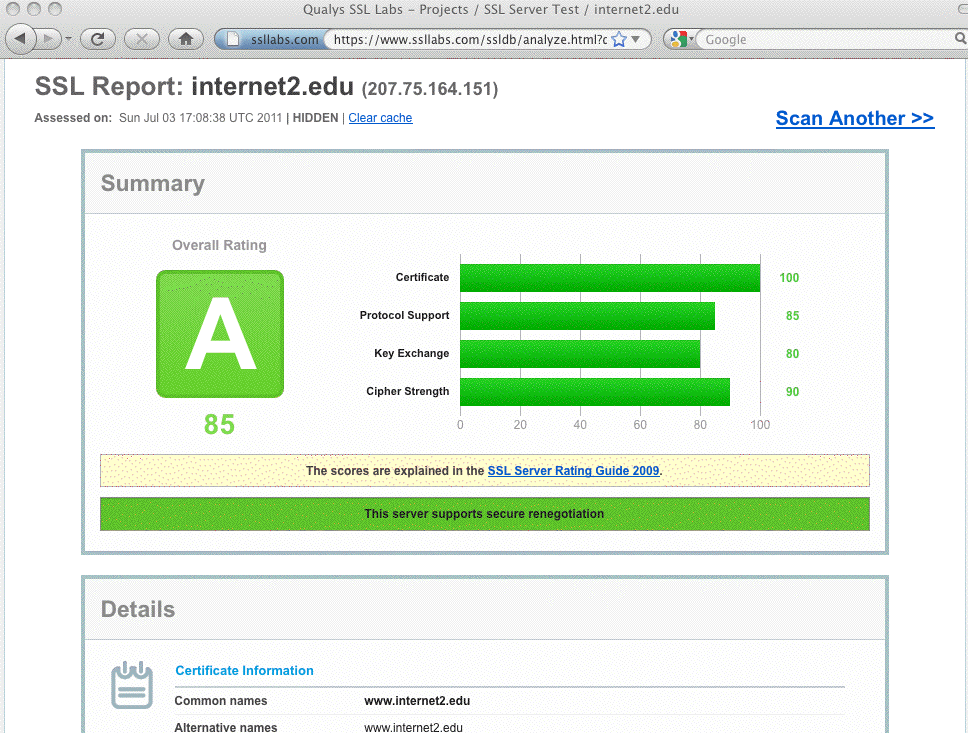 Qualys SSL Labs – Projects / SSL Server Test / internet2.edu
ssllabs.com https://www.ssllabs.com/ssldb/analyze.html?c Google
SSL Report: internet2.edu (207.75.164.151)
Assessed on: Sun Jul 03 17:08:38 UTC 2011 | HIDDEN | Clear cache
Scan Another >>
Summary
Overall Rating
A
85
Certificate 100
Protocol Support 85
Key Exchange 80
Cipher Strength 90
0 20 40 60 80 100
The scores are explained in the SSL Server Rating Guide 2009.
This server supports secure renegotiation
Details
Certificate Information
Common names www.internet2.edu
Alternative names www.internet2.edu